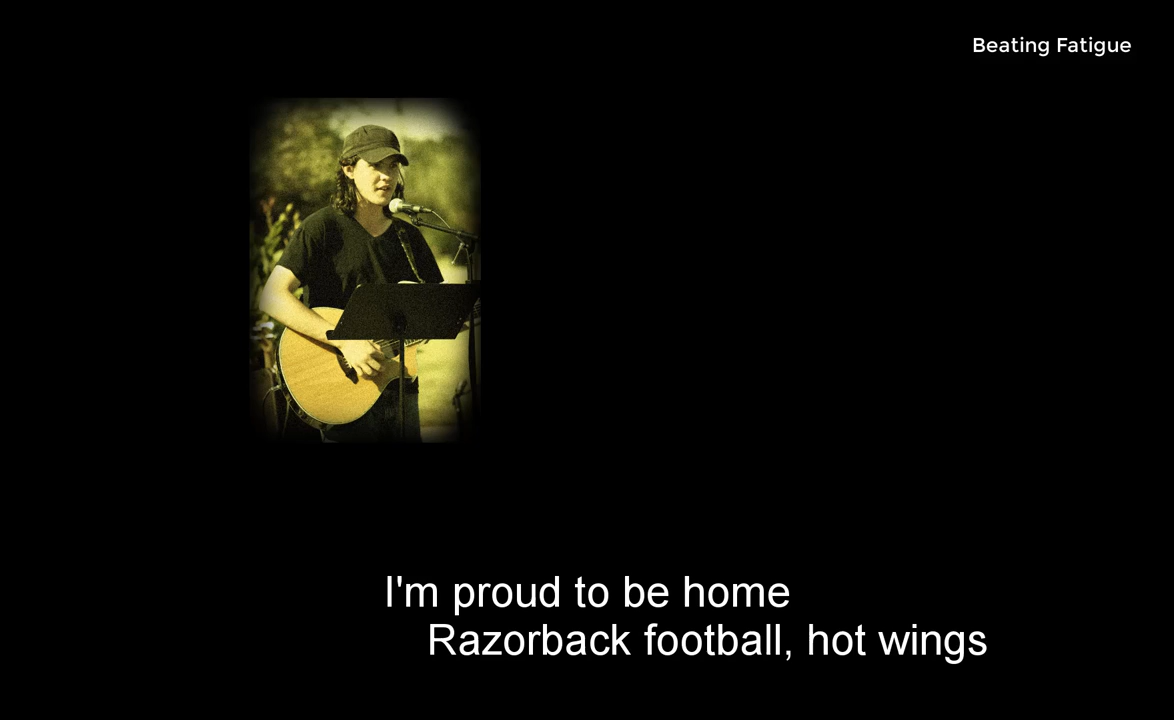 Beating Fatigue
I'm proud to be home
Razorback football, hot wings